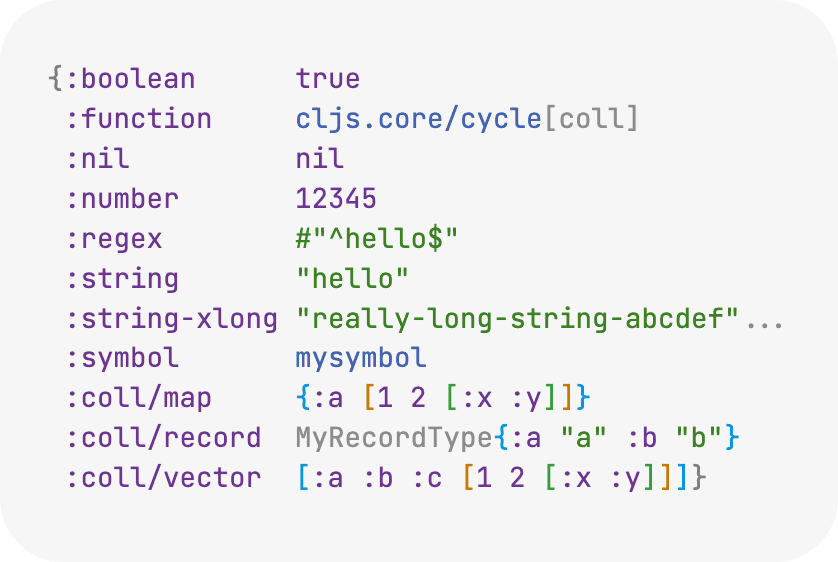 {:boolean      true
 :function     cljs.core/cycle[coll]
 :nil          nil
 :number       12345
 :regex        #"^hello$"
 :string       "hello"
 :string-xlong "really-long-string-abcdef"...
 :symbol       mysymbol
 :coll/map     {:a [1 2 [:x :y]]}
 :coll/record  MyRecordType{:a "a" :b "b"}
 :coll/vector  [:a :b :c [1 2 [:x :y]]]}